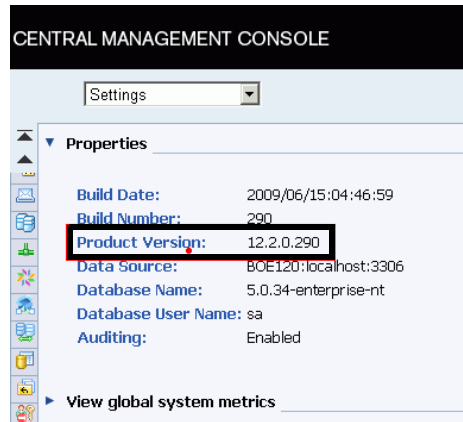 CENTRAL MANAGEMENT CONSOLE
Settings
Properties
Build Date: 2009/06/15:04:46:59
Build Number: 290
Product Version: 12.2.0.290
Data Source: BOE120:localhost:3306
Database Name: 5.0.34-enterprise-nt
Database User Name: sa
Auditing: Enabled
View global system metrics